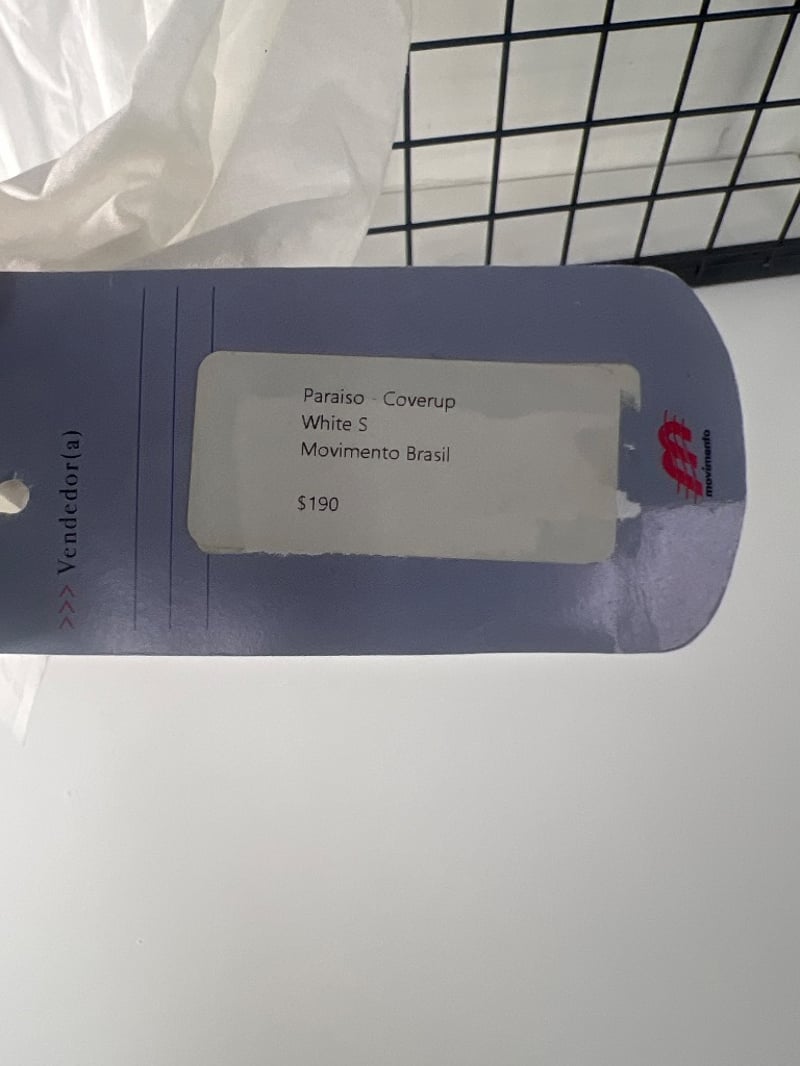 Paraiso - Coverup
White S
Movimento Brasil
$190
>>> Vendedor(a)
movimento